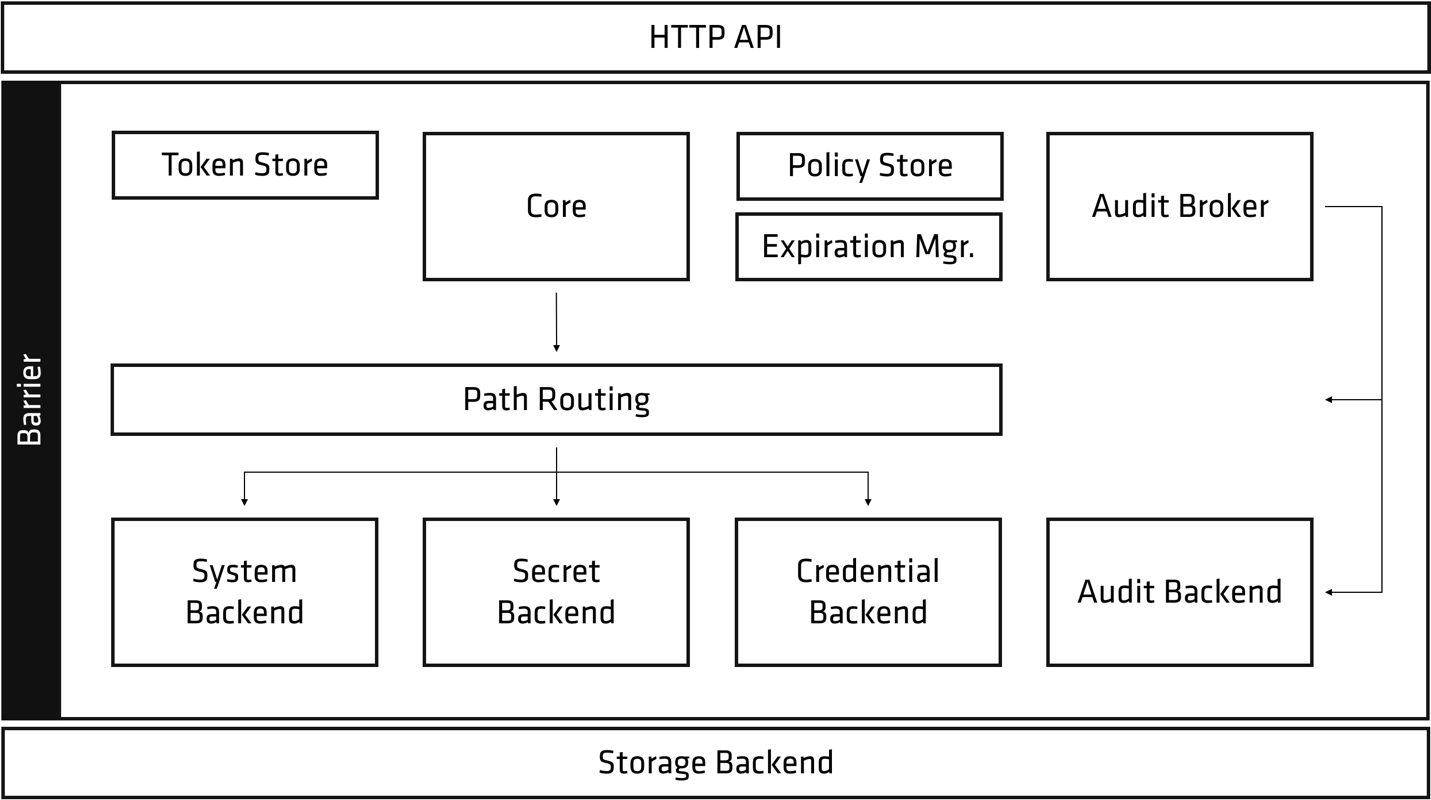 HTTP API
Barrier
Token Store
Core
Policy Store
Expiration Mgr.
Audit Broker
Path Routing
System
Backend
Secret
Backend
Credential
Backend
Audit Backend
Storage Backend